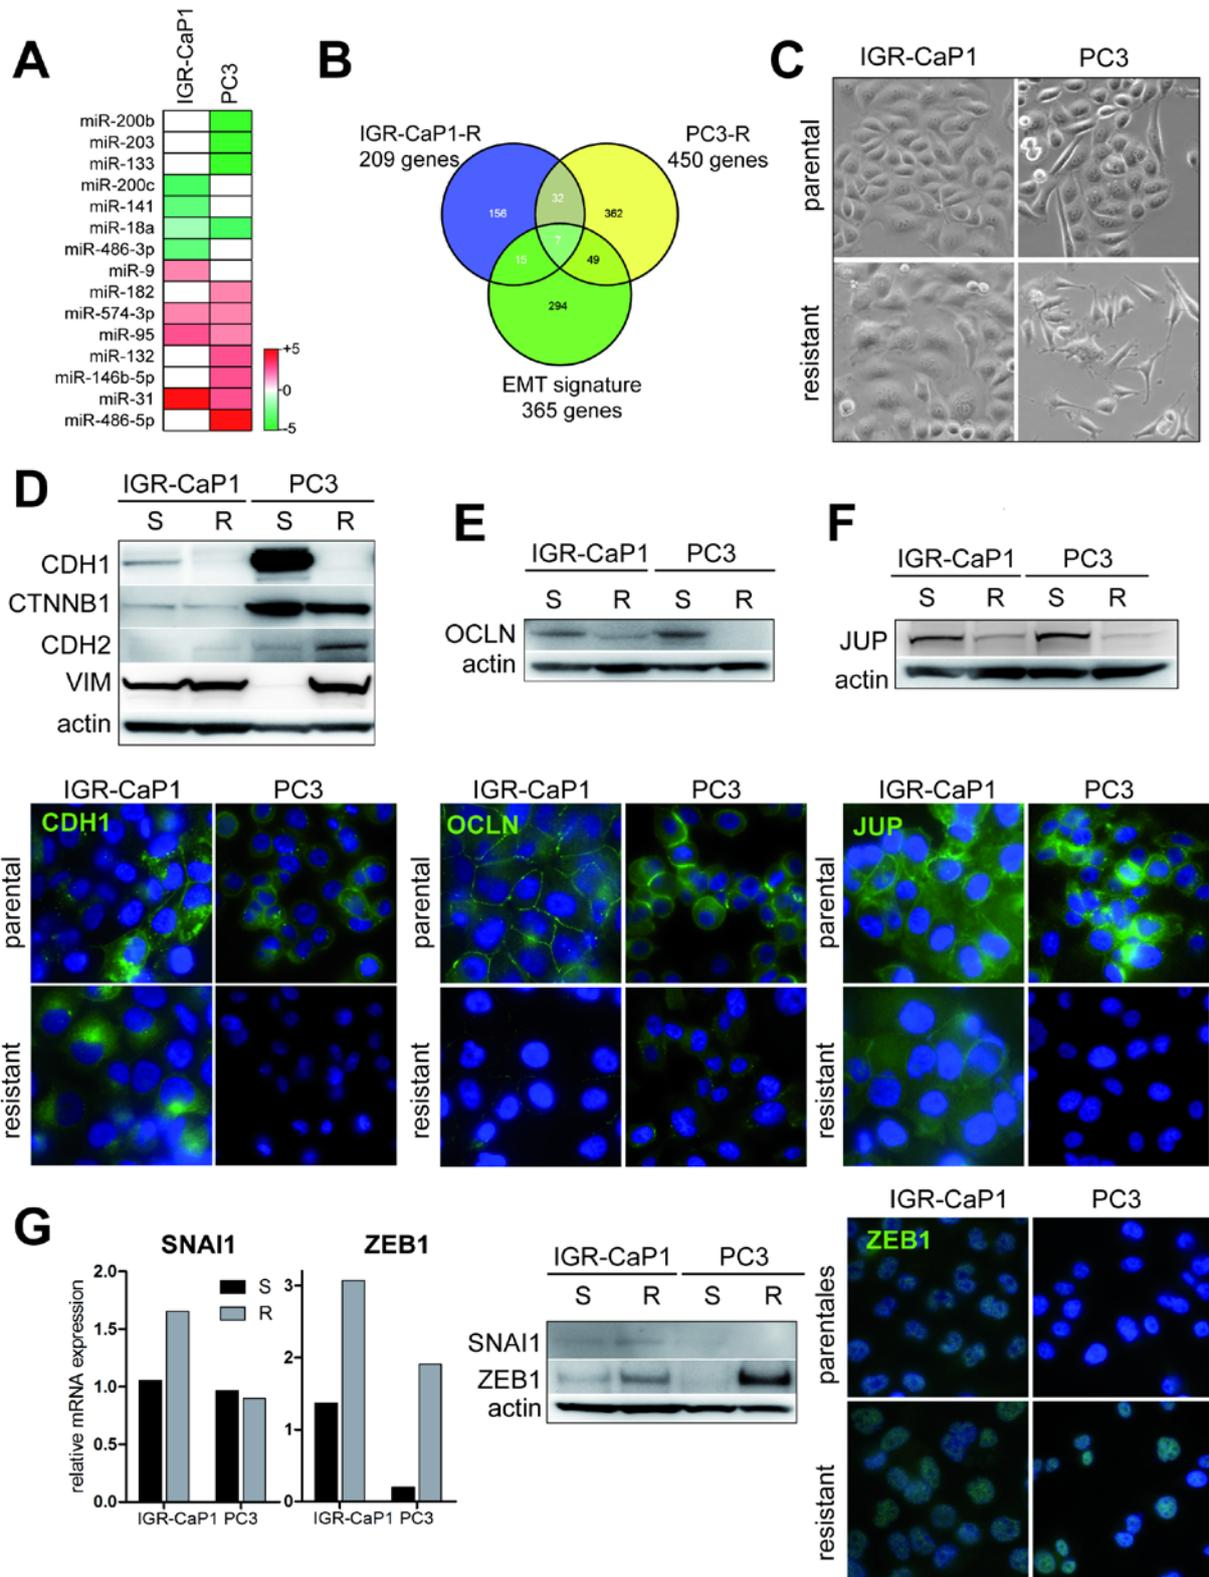 A
IGR-CaP1
PC3
miR-200b
miR-203
miR-133
miR-200c
miR-141
miR-18a
miR-486-3p
miR-9
miR-182
miR-574-3p
miR-95
miR-132
miR-146b-5p
miR-31
miR-486-5p
+5
0
-5
B
IGR-CaP1-R
209 genes
PC3-R
450 genes
32
156
362
7
15
49
294
EMT signature
365 genes
C
IGR-CaP1 PC3
parental
resistant
D
IGR-CaP1 PC3
S R S R
CDH1
CTNNB1
CDH2
VIM
actin
IGR-CaP1 PC3
CDH1
parental
resistant
E
IGR-CaP1 PC3
S R S R
OCLN
actin
IGR-CaP1 PC3
OCLN
parental
resistant
F
IGR-CaP1 PC3
S R S R
JUP
actin
IGR-CaP1 PC3
JUP
parental
resistant
G
SNAI1
relative mRNA expression
2.0
1.5
1.0
0.5
0.0
IGR-CaP1 PC3
S
R
ZEB1
3
2
1
0
IGR-CaP1 PC3
IGR-CaP1 PC3
S R S R
SNAI1
ZEB1
actin
IGR-CaP1 PC3
ZEB1
parentales
resistant